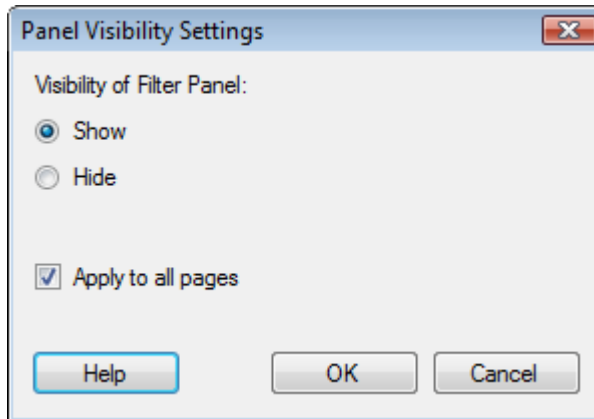 Panel Visibility Settings
Visibility of Filter Panel:
Show
Hide
Apply to all pages
Help OK Cancel